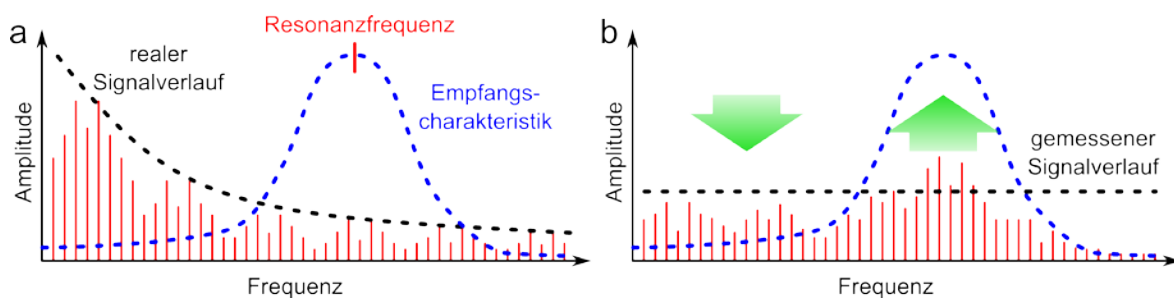 a
Resonanzfrequenz
realer
Signalverlauf
Empfangs-
charakteristik
Amplitude
Frequenz
b
gemessener
Signalverlauf
Amplitude
Frequenz